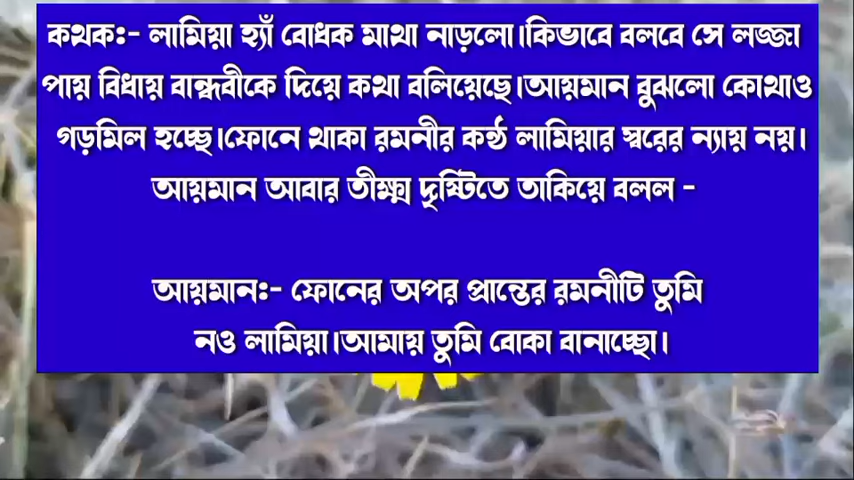 কথক:- লামিয়া হ্যাঁ বোধক মাথা নাড়লো।কিভাবে বলবে সে লজ্জা
পায় বিধায় বান্ধবীকে দিয়ে কথা বলিয়েছে।আয়মান বুঝলো কোথাও
গড়মিল হচ্ছে।ফোনে থাকা রমনীর কন্ঠ লামিয়ার স্বরের ন্যায় নয়।
আয়মান আবার তীক্ষ্ম দৃষ্টিতে তাকিয়ে বলল -
আয়মান:- ফোনের অপর প্রান্তের রমনীটি তুমি
নও লামিয়া।আমায় তুমি বোকা বানাচ্ছো।